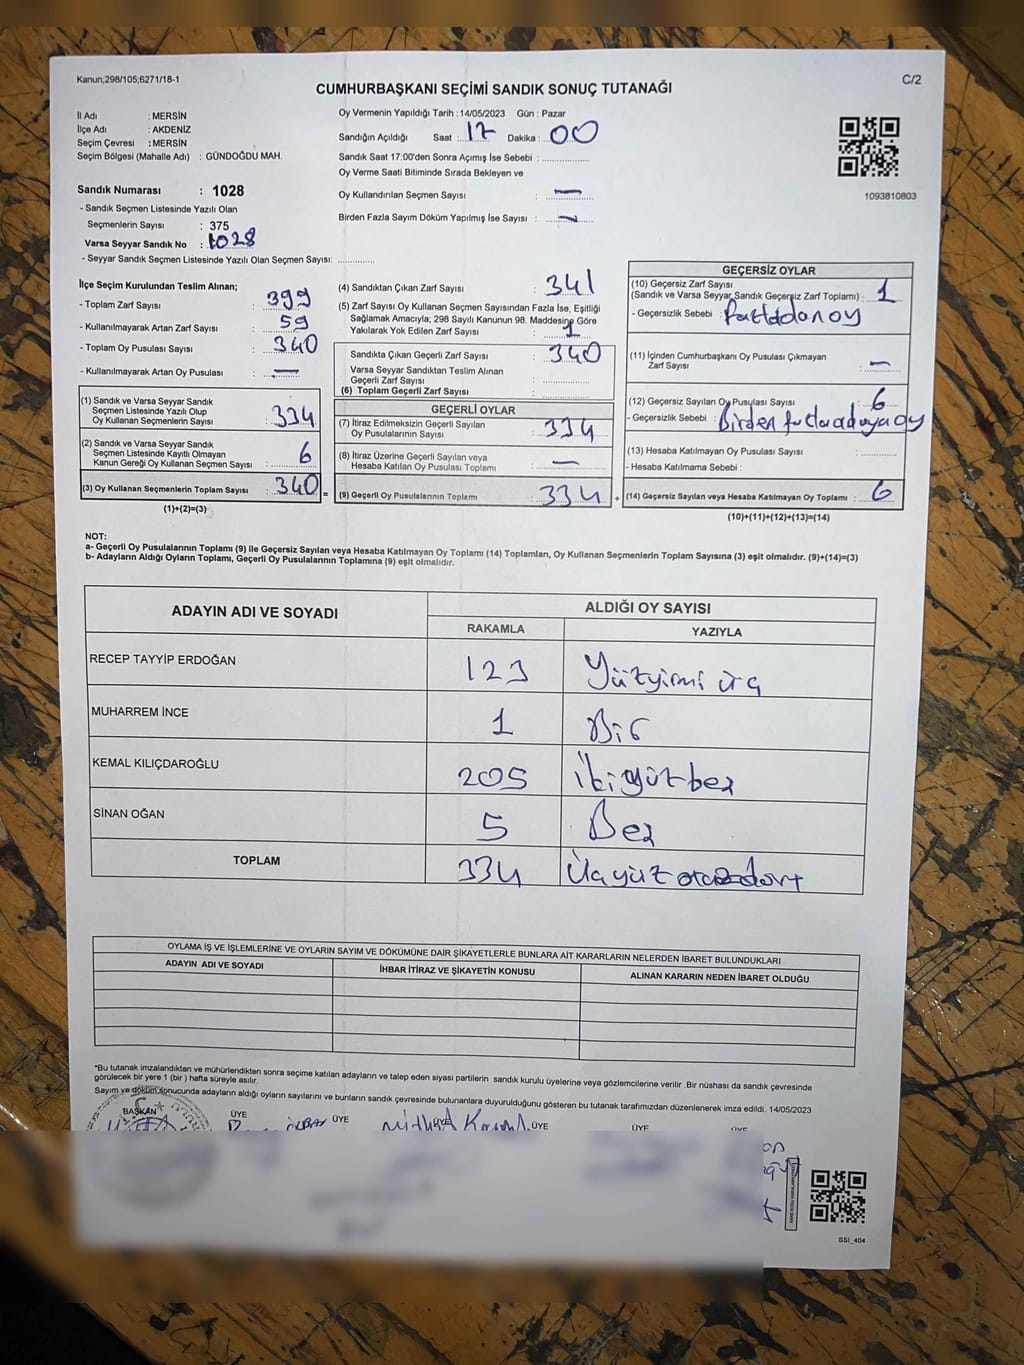 Kanun;298/105;6271/18-1
C/2
CUMHURBAŞKANI SEÇİMİ SANDIK SONUÇ TUTANAĞI
İl Adı : MERSİN
İlçe Adı : AKDENİZ
Seçim Çevresi : MERSİN
Seçim Bölgesi (Mahalle Adı) : GÜNDOĞDU MAH.
Sandık Numarası : 1028
- Sandık Seçmen Listesinde Yazılı Olan
Seçmenlerin Sayısı : 375
Varsa Seyyar Sandık No : 1028
- Seyyar Sandık Seçmen Listesinde Yazılı Olan Seçmen Sayısı: ............
Oy Vermenin Yapıldığı Tarih : 14/05/2023 Gün : Pazar
Sandığın Açıldığı Saat : 17 Dakika : 00
Sandık Saat 17:00'den Sonra Açımış İse Sebebi : ............
Oy Verme Saati Bitiminde Sırada Bekleyen ve
Oy Kullandırılan Seçmen Sayısı : —
Birden Fazla Sayım Döküm Yapılmış İse Sayısı : —
1093810803
İlçe Seçim Kurulundan Teslim Alınan;
- Toplam Zarf Sayısı : 399
- Kullanılmayarak Artan Zarf Sayısı : 59
- Toplam Oy Pusulası Sayısı : 340
- Kullanılmayarak Artan Oy Pusulası : —
(1) Sandık ve Varsa Seyyar Sandık
Seçmen Listesinde Yazılı Olup
Oy Kullanan Seçmenlerin Sayısı : 334
(2) Sandık ve Varsa Seyyar Sandık
Seçmen Listesinde Kayıtlı Olmayan
Kanun Gereği Oy Kullanan Seçmen Sayısı : 6
(3) Oy Kullanan Seçmenlerin Toplam Sayısı : 340 =
(1)+(2)=(3)
(4) Sandıktan Çıkan Zarf Sayısı : 341
(5) Zarf Sayısı Oy Kullanan Seçmen Sayısından Fazla İse, Eşitliği
Sağlamak Amacıyla; 298 Sayılı Kanunun 98. Maddesine Göre
Yakılarak Yok Edilen Zarf Sayısı : 1
Sandıkta Çıkan Geçerli Zarf Sayısı : 340
Varsa Seyyar Sandıktan Teslim Alınan
Geçerli Zarf Sayısı : ............
(6) Toplam Geçerli Zarf Sayısı : ............
GEÇERLİ OYLAR
(7) İtiraz Edilmeksizin Geçerli Sayılan
Oy Pusulalarının Sayısı : 334
(8) İtiraz Üzerine Geçerli Sayılan veya
Hesaba Katılan Oy Pusulası Toplamı : —
(9) Geçerli Oy Pusulalarının Toplamı : 334 +
GEÇERSİZ OYLAR
(10) Geçersiz Zarf Sayısı
(Sandık ve Varsa Seyyar Sandık Geçersiz Zarf Toplamı) : 1
- Geçersizlik Sebebi : oy
(11) İçinden Cumhurbaşkanı Oy Pusulası Çıkmayan
Zarf Sayısı : —
(12) Geçersiz Sayılan Oy Pusulası Sayısı : 6
- Geçersizlik Sebebi : Birden oy
(13) Hesaba Katılmayan Oy Pusulası Sayısı : ............
- Hesaba Katılmama Sebebi :
(14) Geçersiz Sayılan veya Hesaba Katılmayan Oy Toplamı : 6
(10)+(11)+(12)+(13)=(14)
NOT:
a- Geçerli Oy Pusulalarının Toplamı (9) ile Geçersiz Sayılan veya Hesaba Katılmayan Oy Toplamı (14) Toplamları, Oy Kullanan Seçmenlerin Toplam Sayısına (3) eşit olmalıdır. (9)+(14)=(3)
b- Adayların Aldığı Oyların Toplamı, Geçerli Oy Pusulalarının Toplamına (9) eşit olmalıdır.
ADAYIN ADI VE SOYADI ALDIĞI OY SAYISI
RAKAMLA YAZIYLA
RECEP TAYYİP ERDOĞAN 123 Yüzyirmi üç
MUHARREM İNCE 1 Bir
KEMAL KILIÇDAROĞLU 205 İkiyüzbeş
SİNAN OĞAN 5 Beş
TOPLAM 334 Üçyüz otuzdört
OYLAMA İŞ VE İŞLEMLERİNE VE OYLARIN SAYIM VE DÖKÜMÜNE DAİR ŞİKAYETLERLE BUNLARA AİT KARARLARIN NELERDEN İBARET BULUNDUKLARI
ADAYIN ADI VE SOYADI İHBAR İTİRAZ VE ŞİKAYETİN KONUSU ALINAN KARARIN NEDEN İBARET OLDUĞU
*Bu tutanak imzalandıktan ve mühürlendikten sonra seçime katılan adayların ve talep eden siyasi partilerin sandık kurulu üyelerine veya gözlemcilerine verilir .Bir nüshası da sandık çevresinde
görülecek bir yere 1 (bir ) hafta süreyle asılır.
Sayım ve döküm sonucunda adayların aldığı oyların sayılarını ve bunların sandık çevresinde bulunanlara duyurulduğunu gösteren bu tutanak tarafımızdan düzenlenerek imza edildi. 14/05/2023
BAŞKAN ÜYE ÜYE ÜYE ÜYE ÜYE ÜYE
SSI_404